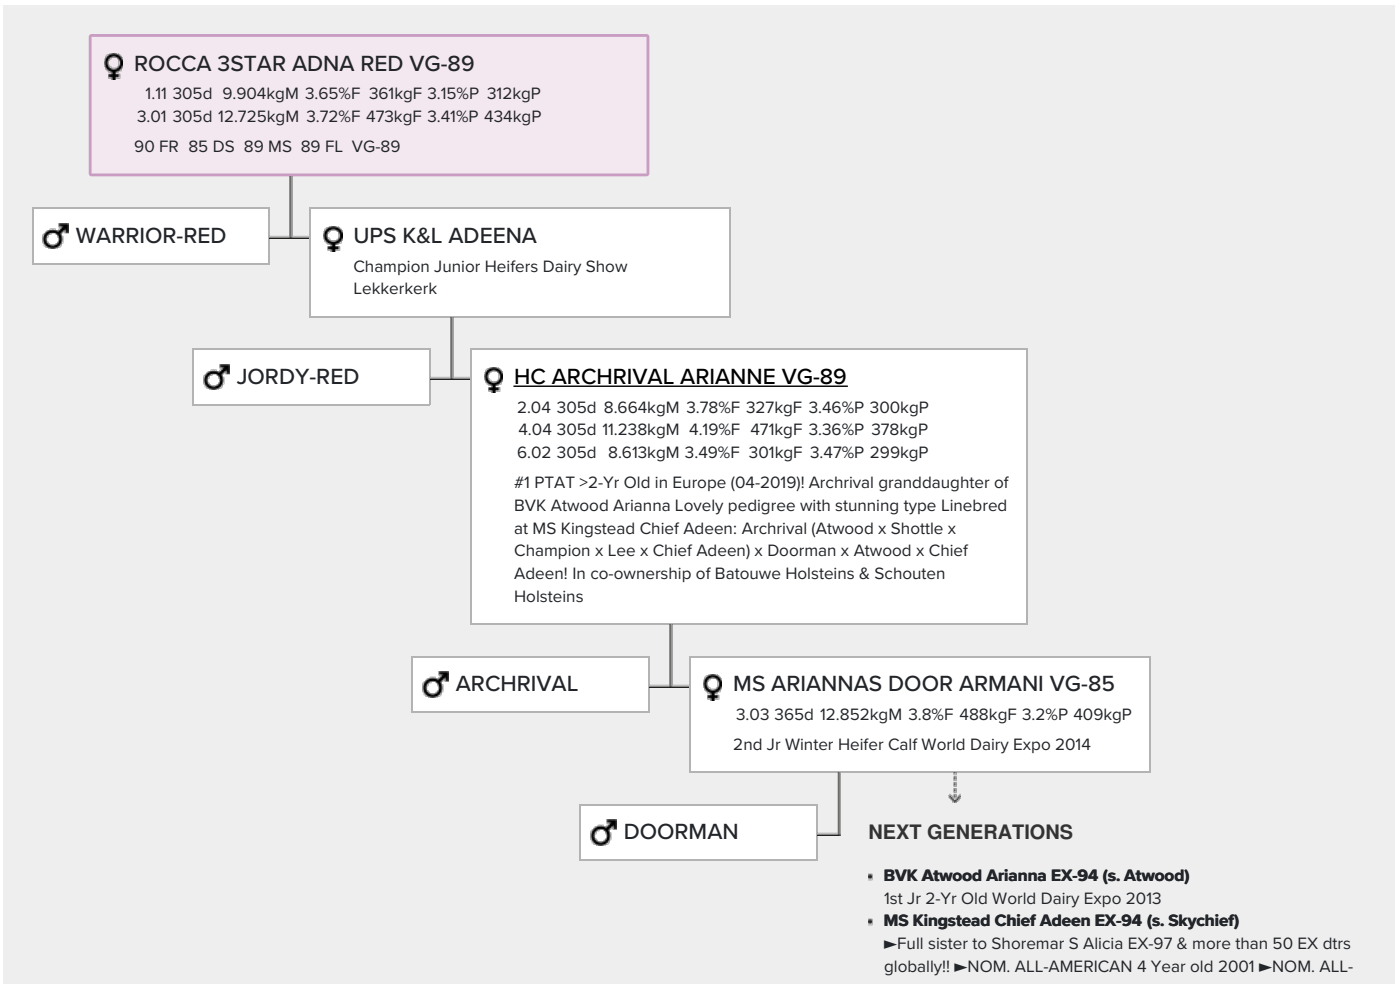 ROCCA 3STAR ADNA RED VG-89
1.11 305d 9.904kgM 3.65%F 361kgF 3.15%P 312kgP
3.01 305d 12.725kgM 3.72%F 473kgF 3.41%P 434kgP
90 FR 85 DS 89 MS 89 FL VG-89
WARRIOR-RED
UPS K&L ADEENA
Champion Junior Heifers Dairy Show
Lekkerkerk
JORDY-RED
HC ARCHRIVAL ARIANNE VG-89
2.04 305d 8.664kgM 3.78%F 327kgF 3.46%P 300kgP
4.04 305d 11.238kgM 4.19%F 471kgF 3.36%P 378kgP
6.02 305d 8.613kgM 3.49%F 301kgF 3.47%P 299kgP
#1 PTAT >2-Yr Old in Europe (04-2019)! Archrival granddaughter of
BVK Atwood Arianna Lovely pedigree with stunning type Linebred
at MS Kingstead Chief Adeen: Archrival (Atwood x Shottle x
Champion x Lee x Chief Adeen) x Doorman x Atwood x Chief
Adeen! In co-ownership of Batouwe Holsteins & Schouten
Holsteins
ARCHRIVAL
MS ARIANNAS DOOR ARMANI VG-85
3.03 365d 12.852kgM 3.8%F 488kgF 3.2%P 409kgP
2nd Jr Winter Heifer Calf World Dairy Expo 2014
DOORMAN
NEXT GENERATIONS
▪ BVK Atwood Arianna EX-94 (s. Atwood)
1st Jr 2-Yr Old World Dairy Expo 2013
▪ MS Kingstead Chief Adeen EX-94 (s. Skychief)
►Full sister to Shoremar S Alicia EX-97 & more than 50 EX dtrs
globally!! ►NOM. ALL-AMERICAN 4 Year old 2001 ►NOM. ALL-